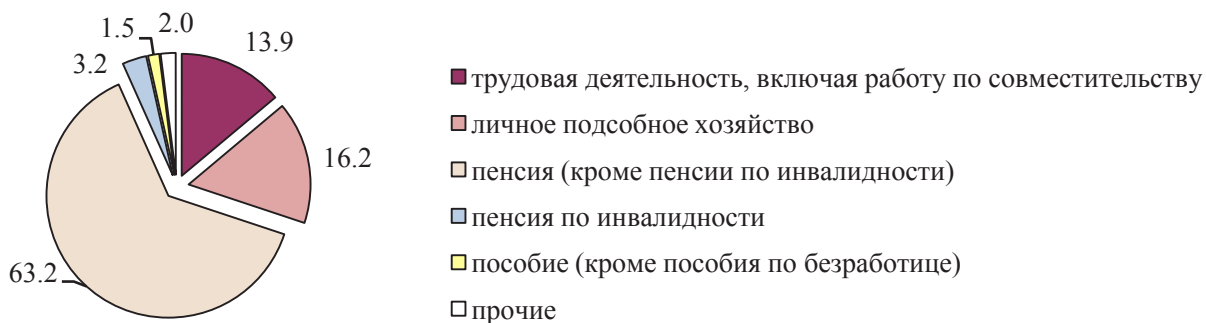 1.5
2.0
13.9
3.2
16.2
63.2
трудовая деятельность, включая работу по совместительству
личное подсобное хозяйство
пенсия (кроме пенсии по инвалидности)
пенсия по инвалидности
пособие (кроме пособия по безработице)
прочие